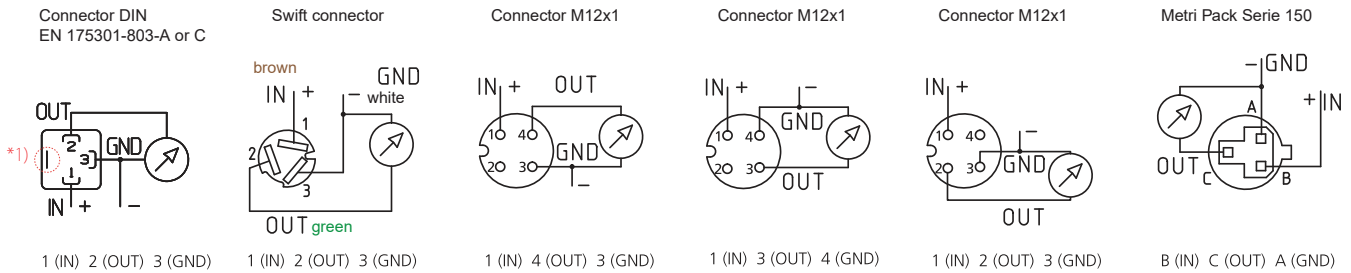 Connector DIN
EN 175301-803-A or C
OUT
2
*1)
3
GND
1
IN +
–
1 (IN) 2 (OUT) 3 (GND)
Swift connector
brown
GND
IN +
– white
1
2
3
OUT green
1 (IN) 2 (OUT) 3 (GND)
Connector M12x1
IN + OUT
1 4
2 3
GND
–
1 (IN) 4 (OUT) 3 (GND)
Connector M12x1
IN + –
1 4
GND
2 3
OUT
1 (IN) 3 (OUT) 4 (GND)
Connector M12x1
IN +
1 4
–
GND
2 3
OUT
1 (IN) 2 (OUT) 3 (GND)
Metri Pack Serie 150
– GND
+ IN
A
OUT
C
B
B (IN) C (OUT) A (GND)